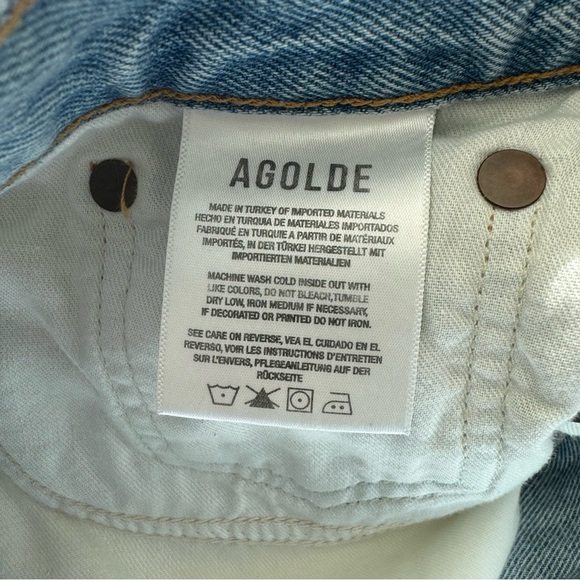 AGOLDE
MADE IN TURKEY OF IMPORTED MATERIALS
HECHO EN TURQUIA DE MATERIALES IMPORTADOS
FABRIQUÉ EN TURQUIE A PARTIR DE MATÉRIAUX
IMPORTÉS, IN DER TÜRKEI HERGESTELLT MIT
IMPORTIERTEN MATERIALIEN
MACHINE WASH COLD INSIDE OUT WITH
LIKE COLORS, DO NOT BLEACH,TUMBLE
DRY LOW, IRON MEDIUM IF NECESSARY,
IF DECORATED OR PRINTED DO NOT IRON.
SEE CARE ON REVERSE, VEA EL CUIDADO EN EL
REVERSO, VOIR LES INSTRUCTIONS D'ENTRETIEN
SUR L'ENVERS, PFLEGEANLEITUNG AUF DER
RÜCKSEITE